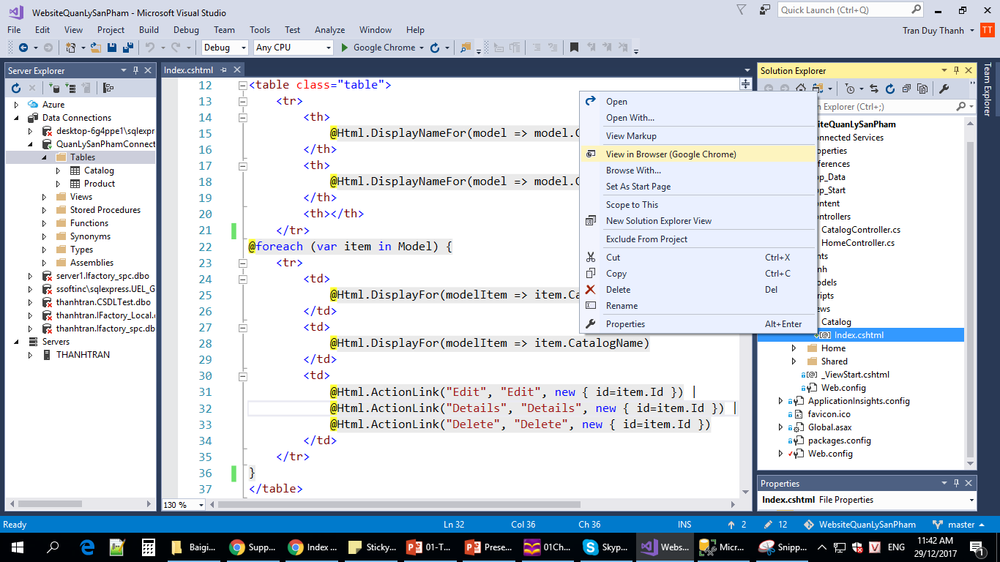 WebsiteQuanLySanPham - Microsoft Visual Studio
Quick Launch (Ctrl+Q)
File Edit View Project Build Debug Team Tools Test Analyze Window Help
Tran Duy Thanh TT
Debug Any CPU Google Chrome
Server Explorer
Azure
Data Connections
desktop-6g4ppe1\sqlexpr
QuanLySanPhamConnect
Tables
Catalog
Product
Views
Stored Procedures
Functions
Synonyms
Types
Assemblies
server1.lfactory_spc.dbo
ssoftinc\sqlexpress.UEL_G
thanhtran.CSDLTest.dbo
thanhtran.lFactory_Local.
thanhtran.lfactory_spc.db
Servers
THANHTRAN
Index.cshtml
12 <table class="table">
13 <tr>
14 <th>
15 @Html.DisplayNameFor(model => model.C
16 </th>
17 <th>
18 @Html.DisplayNameFor(model => model.C
19 </th>
20 <th></th>
21 </tr>
22 @foreach (var item in Model) {
23 <tr>
24 <td>
25 @Html.DisplayFor(modelItem => item.Ca
26 </td>
27 <td>
28 @Html.DisplayFor(modelItem => item.CatalogName)
29 </td>
30 <td>
31 @Html.ActionLink("Edit", "Edit", new { id=item.Id }) |
32 @Html.ActionLink("Details", "Details", new { id=item.Id }) |
33 @Html.ActionLink("Delete", "Delete", new { id=item.Id })
34 </td>
35 </tr>
36 }
37 </table>
130 %
Open
Open With...
View Markup
View in Browser (Google Chrome)
Browse With...
Set As Start Page
Scope to This
New Solution Explorer View
Exclude From Project
Cut Ctrl+X
Copy Ctrl+C
Delete Del
Rename
Properties Alt+Enter
Solution Explorer
Explorer (Ctrl+;)
iteQuanLySanPham
onnected Services
operties
ferences
pp_Data
pp_Start
ontent
ontrollers
CatalogController.cs
HomeController.cs
nts
nh
odels
ripts
ews
Catalog
Index.cshtml
Home
Shared
_ViewStart.cshtml
Web.config
ApplicationInsights.config
favicon.ico
Global.asax
packages.config
Web.config
Team Explorer
Properties
Index.cshtml File Properties
Ready Ln 32 Col 36 Ch 36 INS 2 12 WebsiteQuanLySanPham master
Baigi... Supp... Index ... Sticky... 01-T... Prese... 01Ch... Skyp... Webs... Micr... Snipp... V ENG 11:42 AM
29/12/2017
1